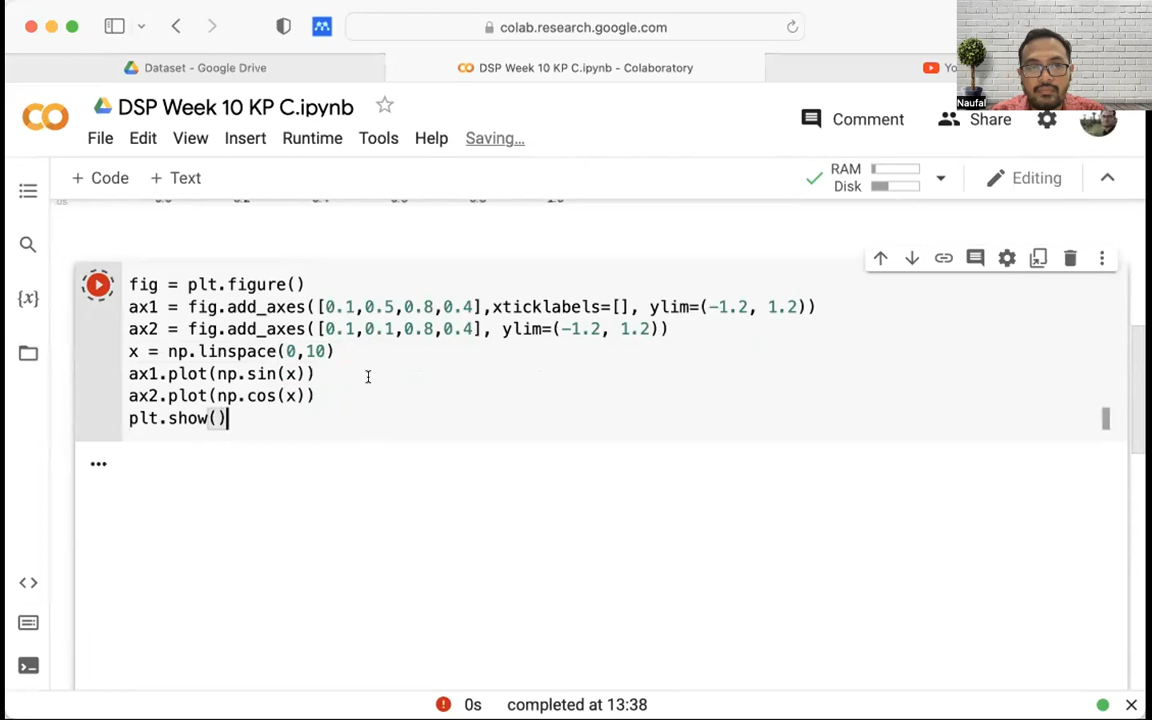 colab.research.google.com
Dataset - Google Drive
DSP Week 10 KP C.ipynb - Colaboratory
Yo
Naufal
DSP Week 10 KP C.ipynb
Comment
Share
File Edit View Insert Runtime Tools Help Saving...
+ Code + Text
RAM
Disk
Editing
fig = plt.figure()
ax1 = fig.add_axes([0.1,0.5,0.8,0.4],xticklabels=[], ylim=(-1.2, 1.2))
ax2 = fig.add_axes([0.1,0.1,0.8,0.4], ylim=(-1.2, 1.2))
x = np.linspace(0,10)
ax1.plot(np.sin(x))
ax2.plot(np.cos(x))
plt.show()
...
{x}
0s completed at 13:38